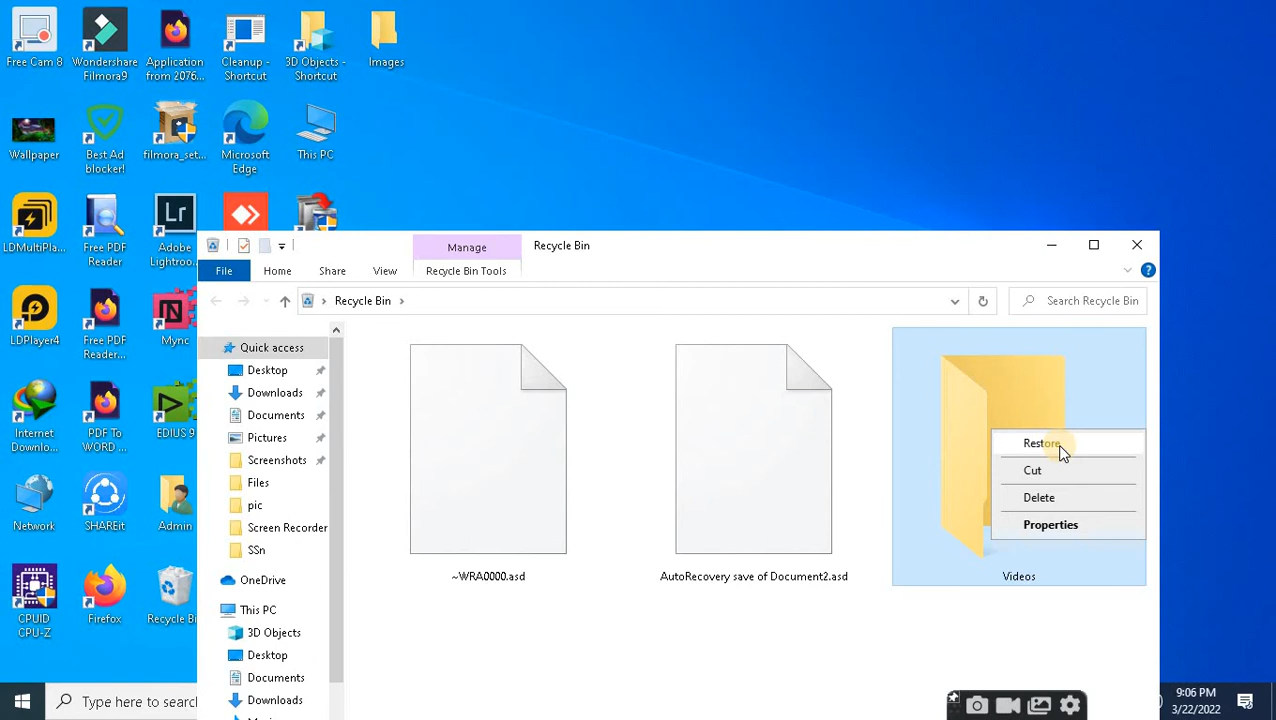 Free Cam 8
Wondershare
Filmora9
Application
from 2076...
Cleanup -
Shortcut
3D Objects -
Shortcut
Images
Wallpaper
Best Ad
blocker!
filmora_set...
Microsoft
Edge
This PC
LDMultiPla...
Free PDF
Reader
Lr
Adobe
Lightroo...
LDPlayer4
Free PDF
Reader...
Mync
Internet
Downlo...
PDF To
WORD ...
EDIUS 9
Network
SHAREit
Admin
CPUID
CPU-Z
Firefox
Recycle Bi
Manage
Recycle Bin
File
Home
Share
View
Recycle Bin Tools
Recycle Bin
Search Recycle Bin
Quick access
Desktop
Downloads
Documents
Pictures
Screenshots
Files
pic
Screen Recorder
SSn
OneDrive
This PC
3D Objects
Desktop
Documents
Downloads
~WRA0000.asd
AutoRecovery save of Document2.asd
Videos
Restore
Cut
Delete
Properties
Type here to search
9:06 PM
3/22/2022